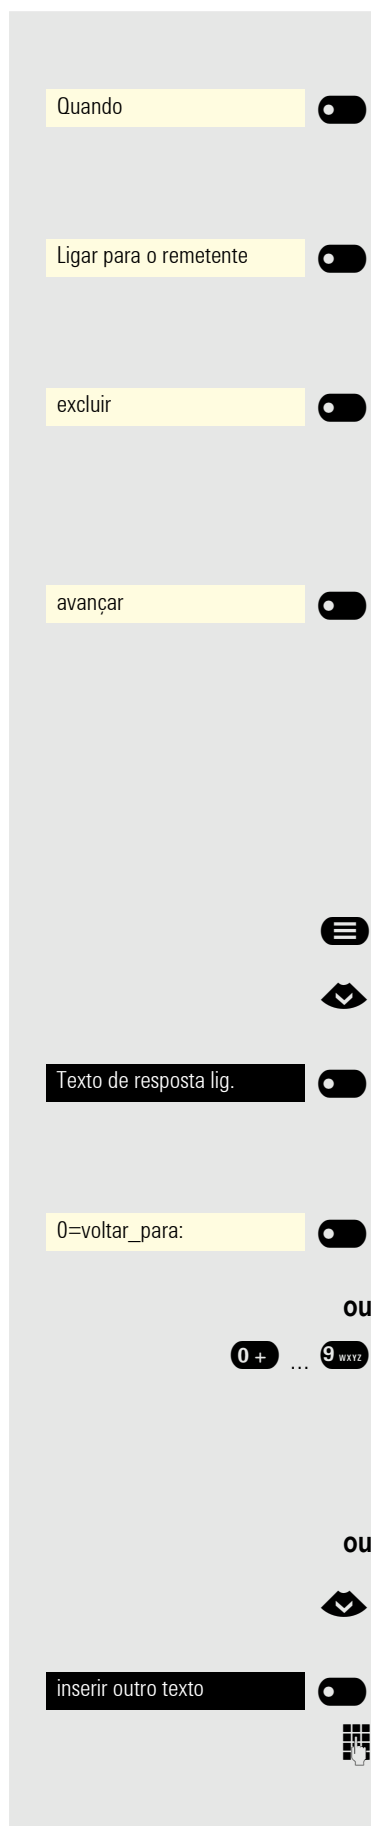 Quando
Ligar para o remetente
excluir
avançar
Texto de resposta lig.
0=voltar_para:
ou
0 + ... 9 WXYZ
ou
inserir outro texto